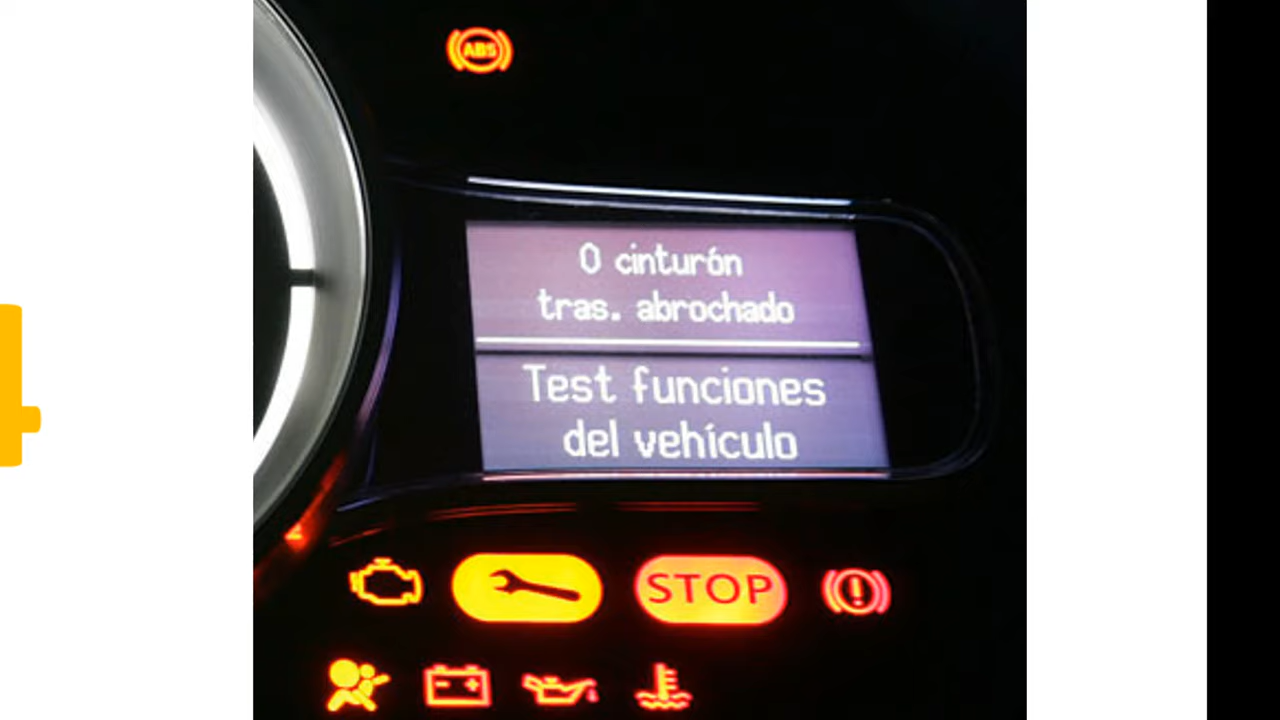 ABS
0 cinturón
tras. abrochado
Test funciones
del vehículo
STOP